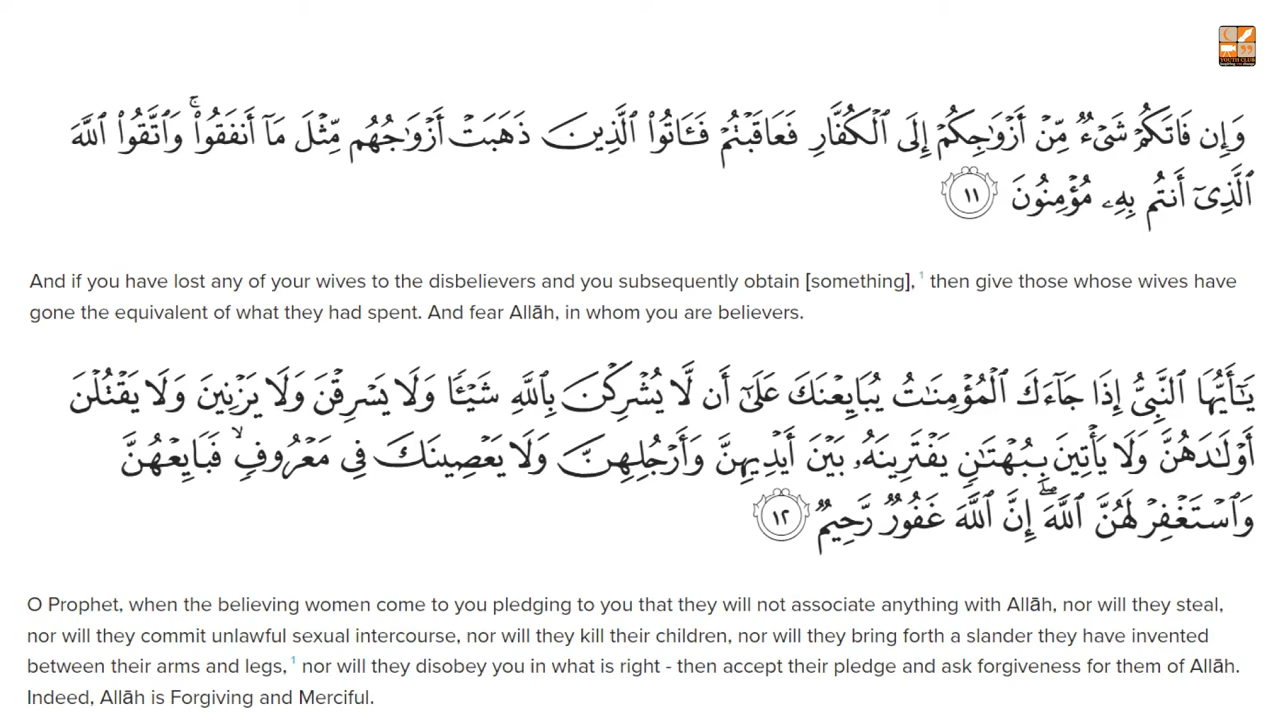 YOUTH CLUB
وَإِن فَاتَكُمْ شَىْءٌ مِّنْ أَزْوَٰجِكُمْ إِلَى ٱلْكُفَّارِ فَعَاقَبْتُمْ فَـَٔاتُوا۟ ٱلَّذِينَ ذَهَبَتْ أَزْوَٰجُهُم مِّثْلَ مَآ أَنفَقُوا۟ ۚ وَٱتَّقُوا۟ ٱللَّهَ
ٱلَّذِىٓ أَنتُم بِهِۦ مُؤْمِنُونَ ١١
And if you have lost any of your wives to the disbelievers and you subsequently obtain [something],¹ then give those whose wives have
gone the equivalent of what they had spent. And fear Allāh, in whom you are believers.
يَـٰٓأَيُّهَا ٱلنَّبِىُّ إِذَا جَآءَكَ ٱلْمُؤْمِنَـٰتُ يُبَايِعْنَكَ عَلَىٰٓ أَن لَّا يُشْرِكْنَ بِٱللَّهِ شَيْـًٔا وَلَا يَسْرِقْنَ وَلَا يَزْنِينَ وَلَا يَقْتُلْنَ
أَوْلَـٰدَهُنَّ وَلَا يَأْتِينَ بِبُهْتَـٰنٍ يَفْتَرِينَهُۥ بَيْنَ أَيْدِيهِنَّ وَأَرْجُلِهِنَّ وَلَا يَعْصِينَكَ فِى مَعْرُوفٍ ۙ فَبَايِعْهُنَّ
وَٱسْتَغْفِرْ لَهُنَّ ٱللَّهَ ۖ إِنَّ ٱللَّهَ غَفُورٌ رَّحِيمٌ ١٢
O Prophet, when the believing women come to you pledging to you that they will not associate anything with Allāh, nor will they steal,
nor will they commit unlawful sexual intercourse, nor will they kill their children, nor will they bring forth a slander they have invented
between their arms and legs,¹ nor will they disobey you in what is right - then accept their pledge and ask forgiveness for them of Allāh.
Indeed, Allāh is Forgiving and Merciful.